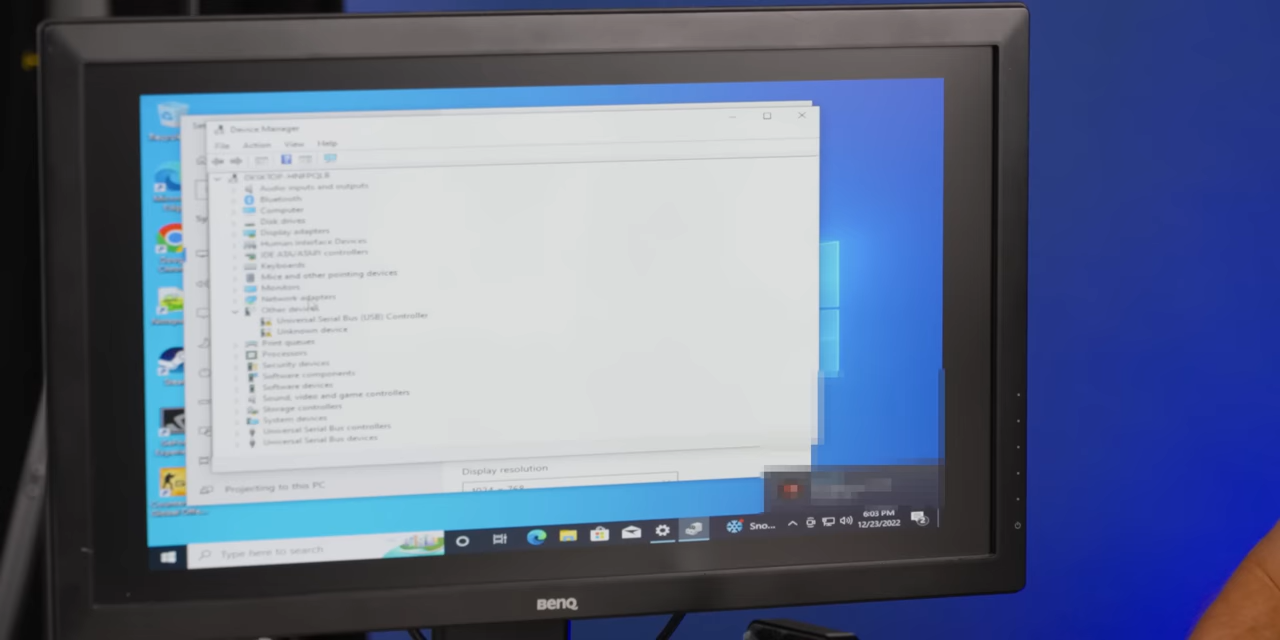 Device Manager
File Action View Help
Audio inputs and outputs
Bluetooth
Computer
Disk drives
Display adapters
Human Interface Devices
IDE ATA/ATAPI controllers
Keyboards
Mice and other pointing devices
Monitors
Network adapters
Other devices
Universal Serial Bus (USB) Controller
Unknown device
Print queues
Processors
Security devices
Software components
Software devices
Sound, video and game controllers
Storage controllers
System devices
Universal Serial Bus controllers
Universal Serial Bus devices
Display resolution
Projecting to this PC
Type here to search
Sno...
6:03 PM
12/23/2022
2
BenQ